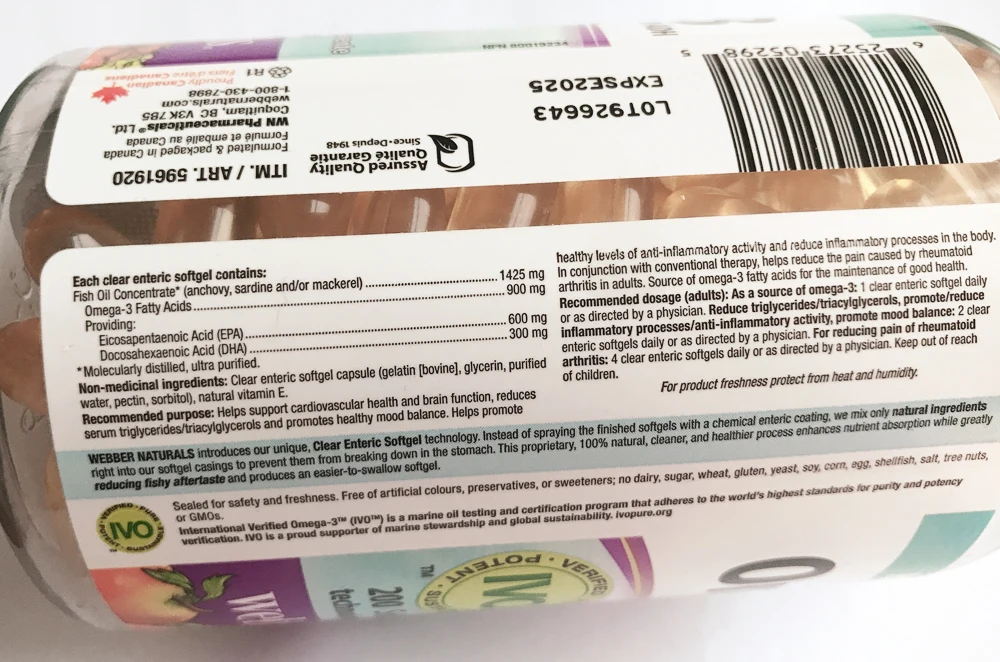 6 25273 05298 5
LOT926643
EXPSE2025
Assured Quality
Qualité Garantie
Since • Depuis 1948
ITM. / ART. 5961920
Formulated & packaged in Canada
Formulé et emballé au Canada
WN Pharmaceuticals® Ltd.
Coquitlam, BC V3K 7B5
webbernaturals.com
1-800-430-7898
Proudly Canadian
Fiers d'être Canadiens
R1
Each clear enteric softgel contains:
Fish Oil Concentrate* (anchovy, sardine and/or mackerel) ........ 1425 mg
Omega-3 Fatty Acids ........ 900 mg
Providing:
Eicosapentaenoic Acid (EPA) ........ 600 mg
Docosahexaenoic Acid (DHA) ........ 300 mg
*Molecularly distilled, ultra purified.
Non-medicinal ingredients: Clear enteric softgel capsule (gelatin [bovine], glycerin, purified
water, pectin, sorbitol), natural vitamin E.
Recommended purpose: Helps support cardiovascular health and brain function, reduces
serum triglycerides/triacylglycerols and promotes healthy mood balance. Helps promote
healthy levels of anti-inflammatory activity and reduce inflammatory processes in the body.
In conjunction with conventional therapy, helps reduce the pain caused by rheumatoid
arthritis in adults. Source of omega-3 fatty acids for the maintenance of good health.
Recommended dosage (adults): As a source of omega-3: 1 clear enteric softgel daily
or as directed by a physician. Reduce triglycerides/triacylglycerols, promote/reduce
inflammatory processes/anti-inflammatory activity, promote mood balance: 2 clear
enteric softgels daily or as directed by a physician. For reducing pain of rheumatoid
arthritis: 4 clear enteric softgels daily or as directed by a physician. Keep out of reach
of children.
For product freshness protect from heat and humidity.
WEBBER NATURALS introduces our unique, Clear Enteric Softgel technology. Instead of spraying the finished softgels with a chemical enteric coating, we mix only natural ingredients
right into our softgel casings to prevent them from breaking down in the stomach. This proprietary, 100% natural, cleaner, and healthier process enhances nutrient absorption while greatly
reducing fishy aftertaste and produces an easier-to-swallow softgel.
Sealed for safety and freshness. Free of artificial colours, preservatives, or sweeteners; no dairy, sugar, wheat, gluten, yeast, soy, corn, egg, shellfish, salt, tree nuts,
or GMOs.
International Verified Omega-3™ (IVO™) is a marine oil testing and certification program that adheres to the world's highest standards for purity and potency
verification. IVO is a proud supporter of marine stewardship and global sustainability. ivopure.org
VERIFIED • PURE
IVO
POTENT • SUSTAINABLE
POTENT • VERIFIED
IVO
TM
200